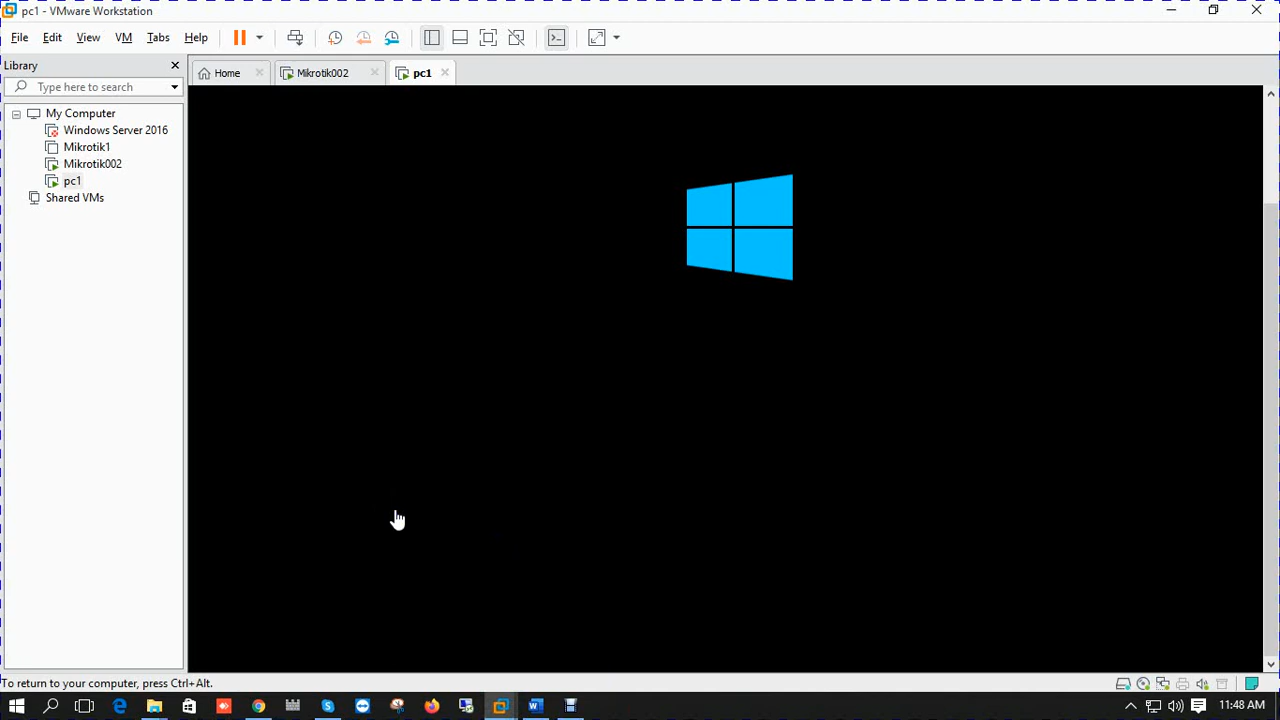 pc1 - VMware Workstation
File Edit View VM Tabs Help
Library
Type here to search
My Computer
Windows Server 2016
Mikrotik1
Mikrotik002
pc1
Shared VMs
Home
Mikrotik002
pc1
To return to your computer, press Ctrl+Alt.
11:48 AM